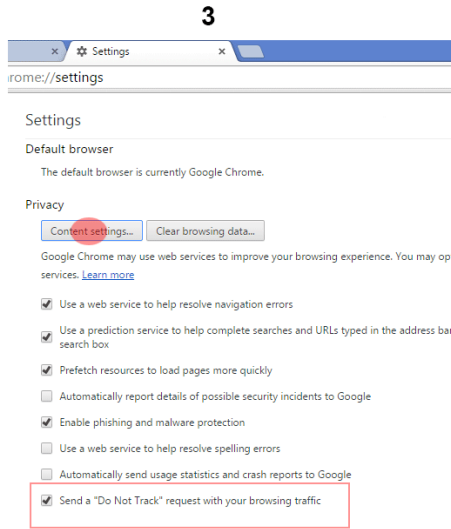 3
Settings
rome://settings
Settings
Default browser
The default browser is currently Google Chrome.
Privacy
Content settings... Clear browsing data...
Google Chrome may use web services to improve your browsing experience. You may op
services. Learn more
Use a web service to help resolve navigation errors
Use a prediction service to help complete searches and URLs typed in the address bar
search box
Prefetch resources to load pages more quickly
Automatically report details of possible security incidents to Google
Enable phishing and malware protection
Use a web service to help resolve spelling errors
Automatically send usage statistics and crash reports to Google
Send a "Do Not Track" request with your browsing traffic